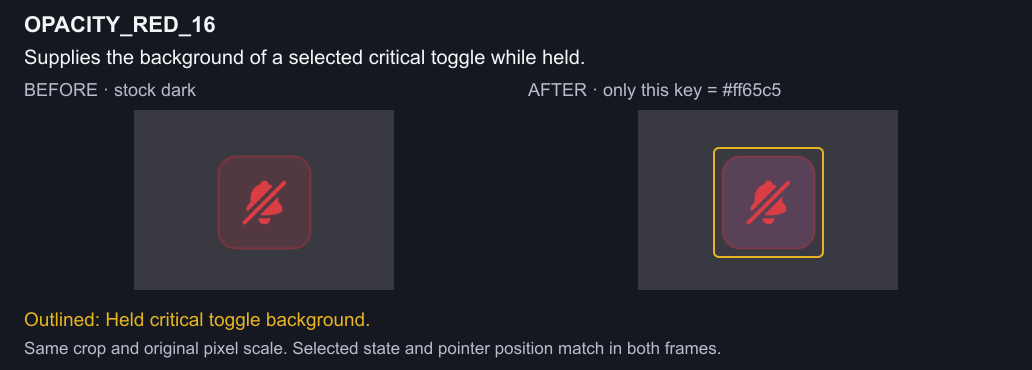 OPACITY_RED_16
Supplies the background of a selected critical toggle while held.
BEFORE · stock dark
AFTER · only this key = #ff65c5
Outlined: Held critical toggle background.
Same crop and original pixel scale. Selected state and pointer position match in both frames.